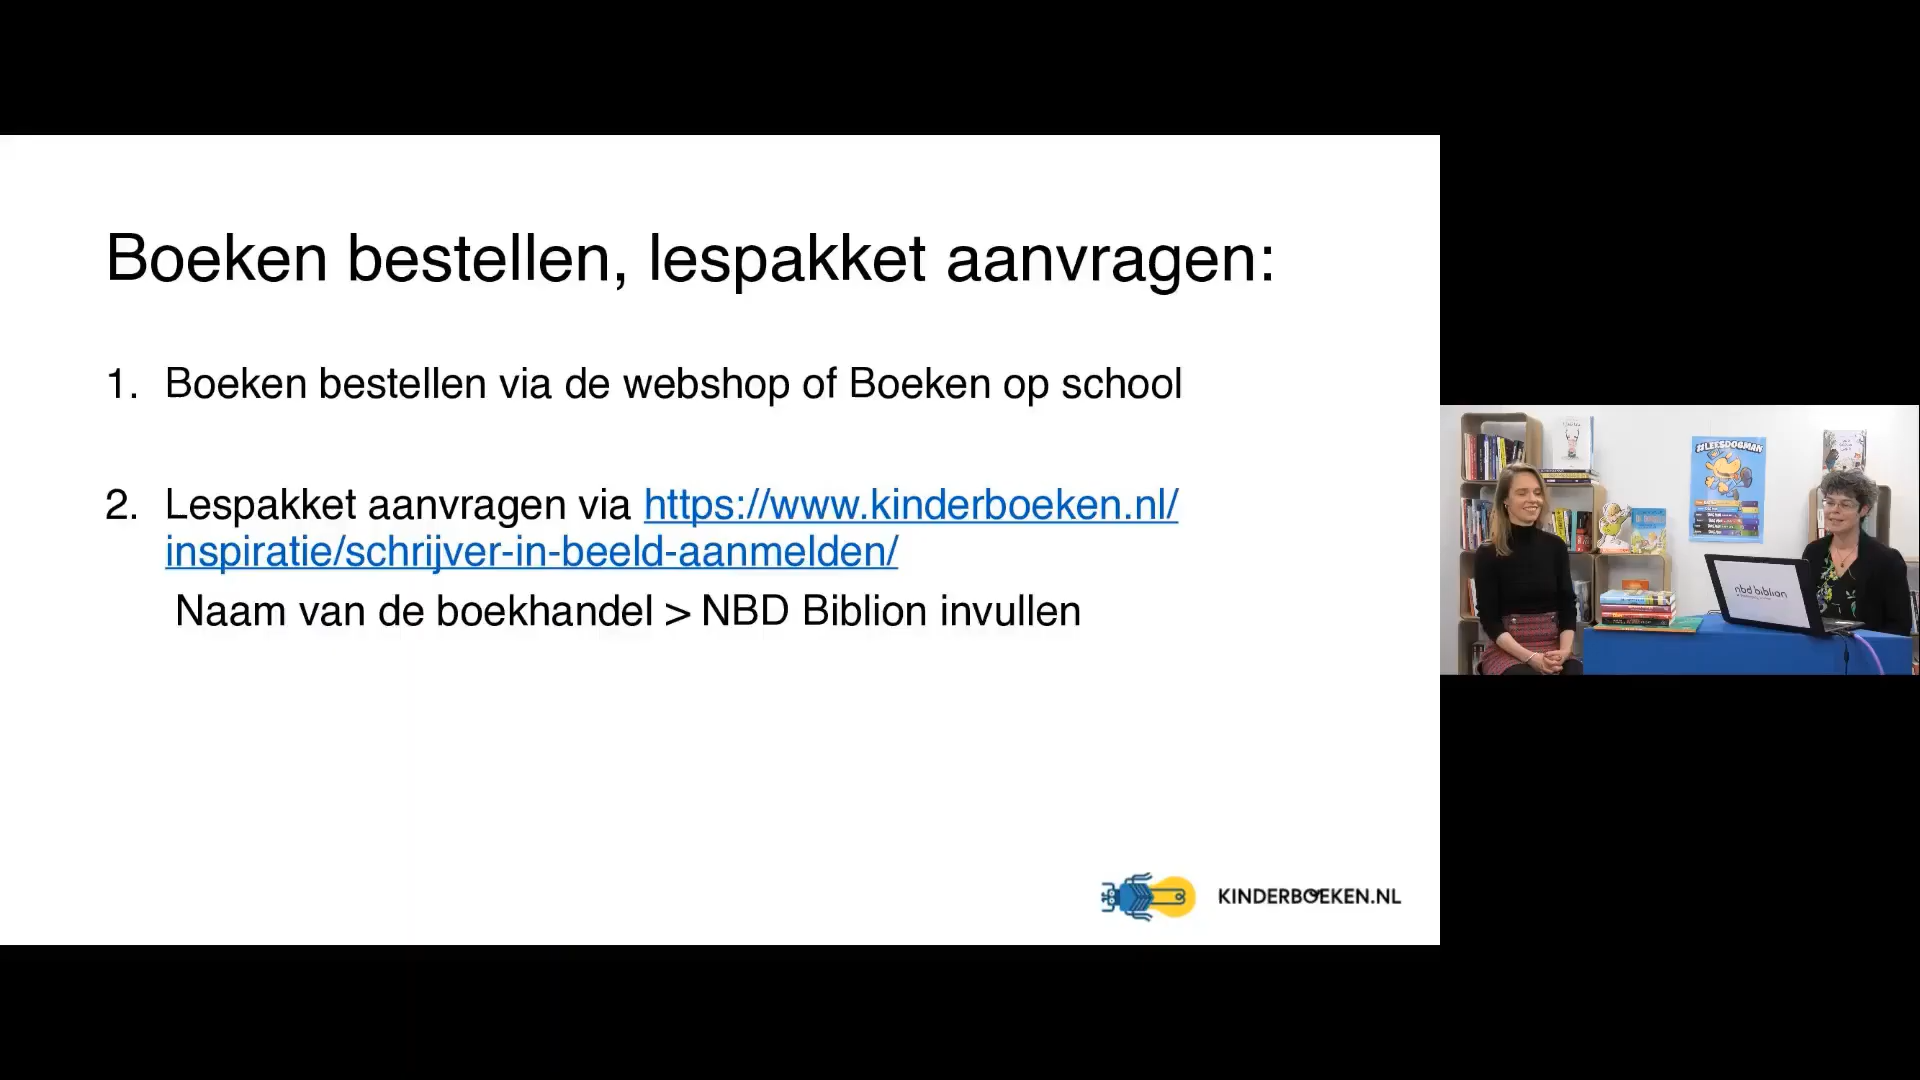 Boeken bestellen, lespakket aanvragen:
1. Boeken bestellen via de webshop of Boeken op school
2. Lespakket aanvragen via https://www.kinderboeken.nl/
inspiratie/schrijver-in-beeld-aanmelden/
Naam van de boekhandel > NBD Biblion invullen
KINDERBOEKEN.NL
#LEESDOGMAN
nbd biblion